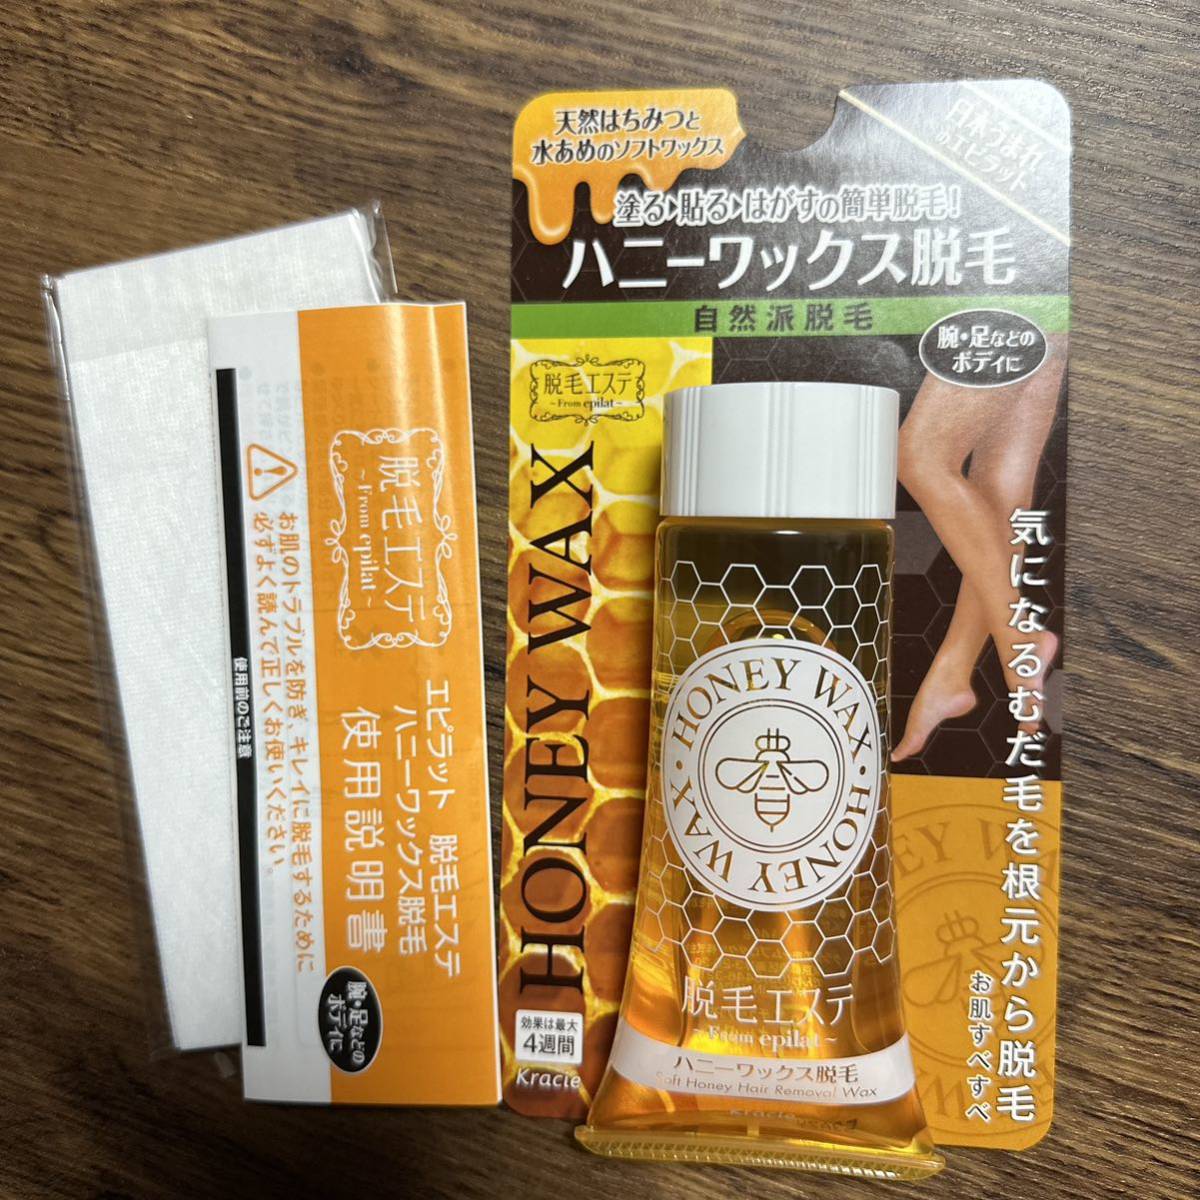 天然はちみつと
水あめのソフトワックス
のエピラット
塗る▶貼る▶はがすの簡単脱毛!
ハニーワックス脱毛
自然派脱毛
腕・足などの
ボディに
脱毛エステ
~From epilat~
HONEY WAX
気になるむだ毛を根元から脱毛
お肌すべすべ
効果は最大
4週間
Kracie
HONEY WAX・HONEY WAX・
脱毛エステ
~From epilat~
ハニーワックス脱毛
Soft Honey Hair Removal Wax
Kracie
HONEY WAX
脱毛エステ
~From epilat~
エピラット 脱毛エステ
ハニーワックス脱毛
使用説明書
腕・足などの
ボディに
お肌のトラブルを防ぎ、キレイに脱毛するために
必ずよく読んで正しくお使いください。
使用前のご注意